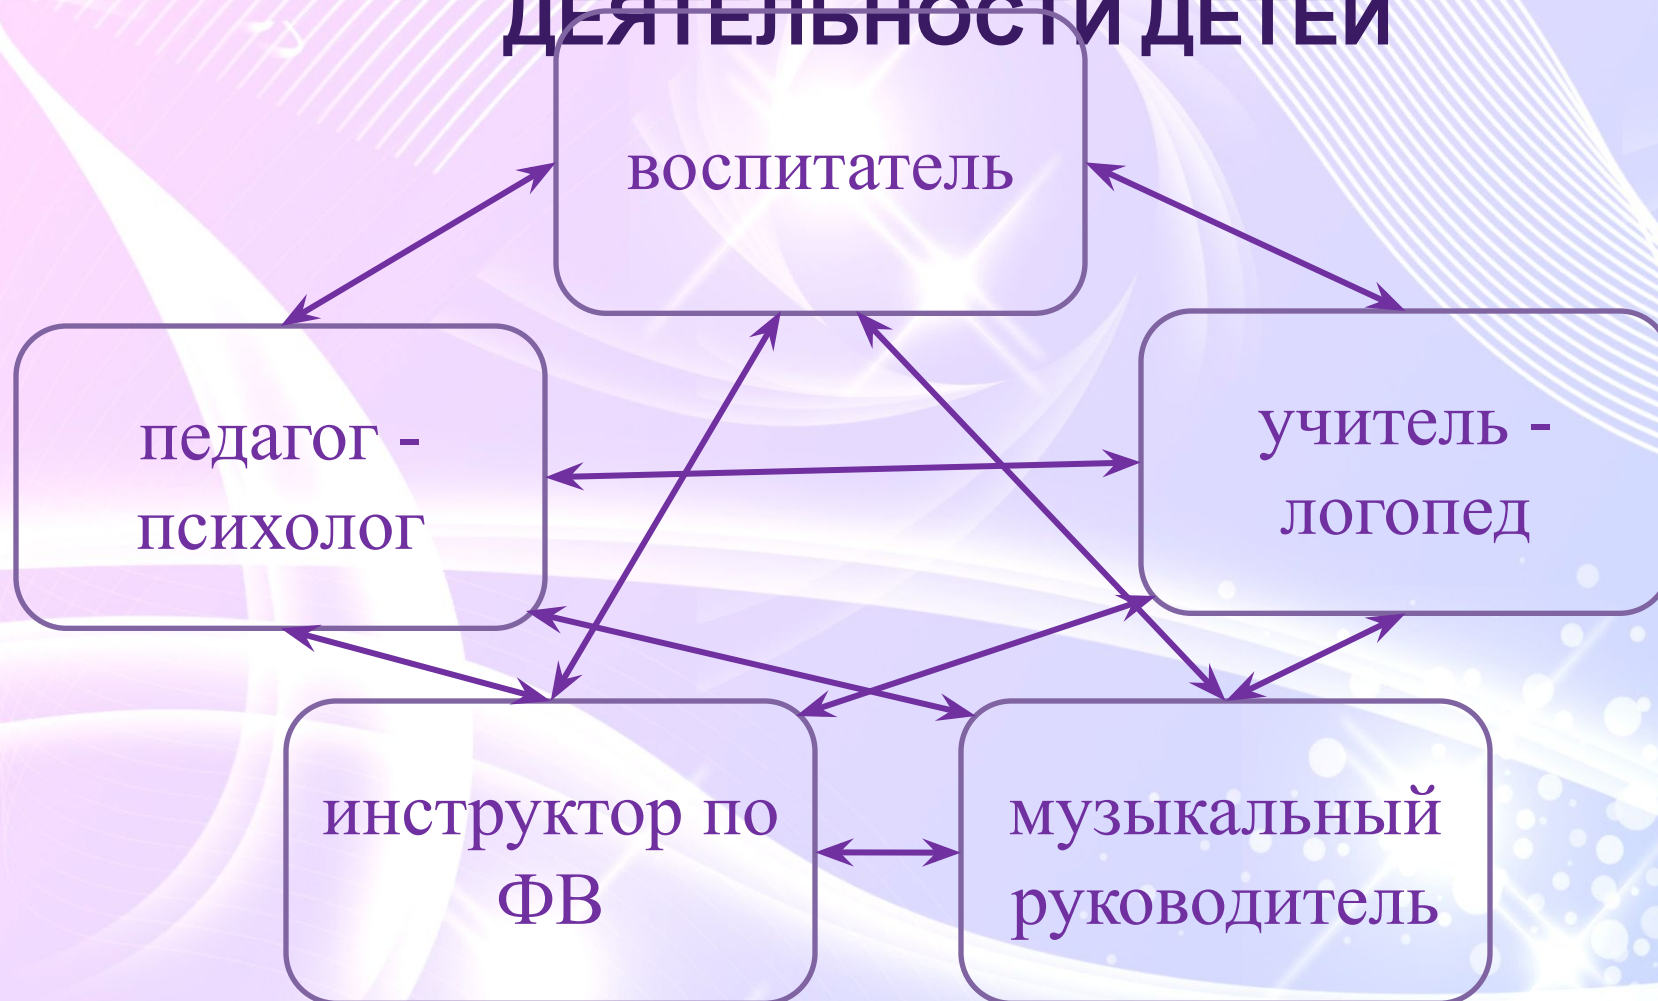 ДЕЯТЕЛЬНОСТИ ДЕТЕЙ
воспитатель
педагог -
психолог
учитель -
логопед
инструктор по
ФВ
музыкальный
руководитель